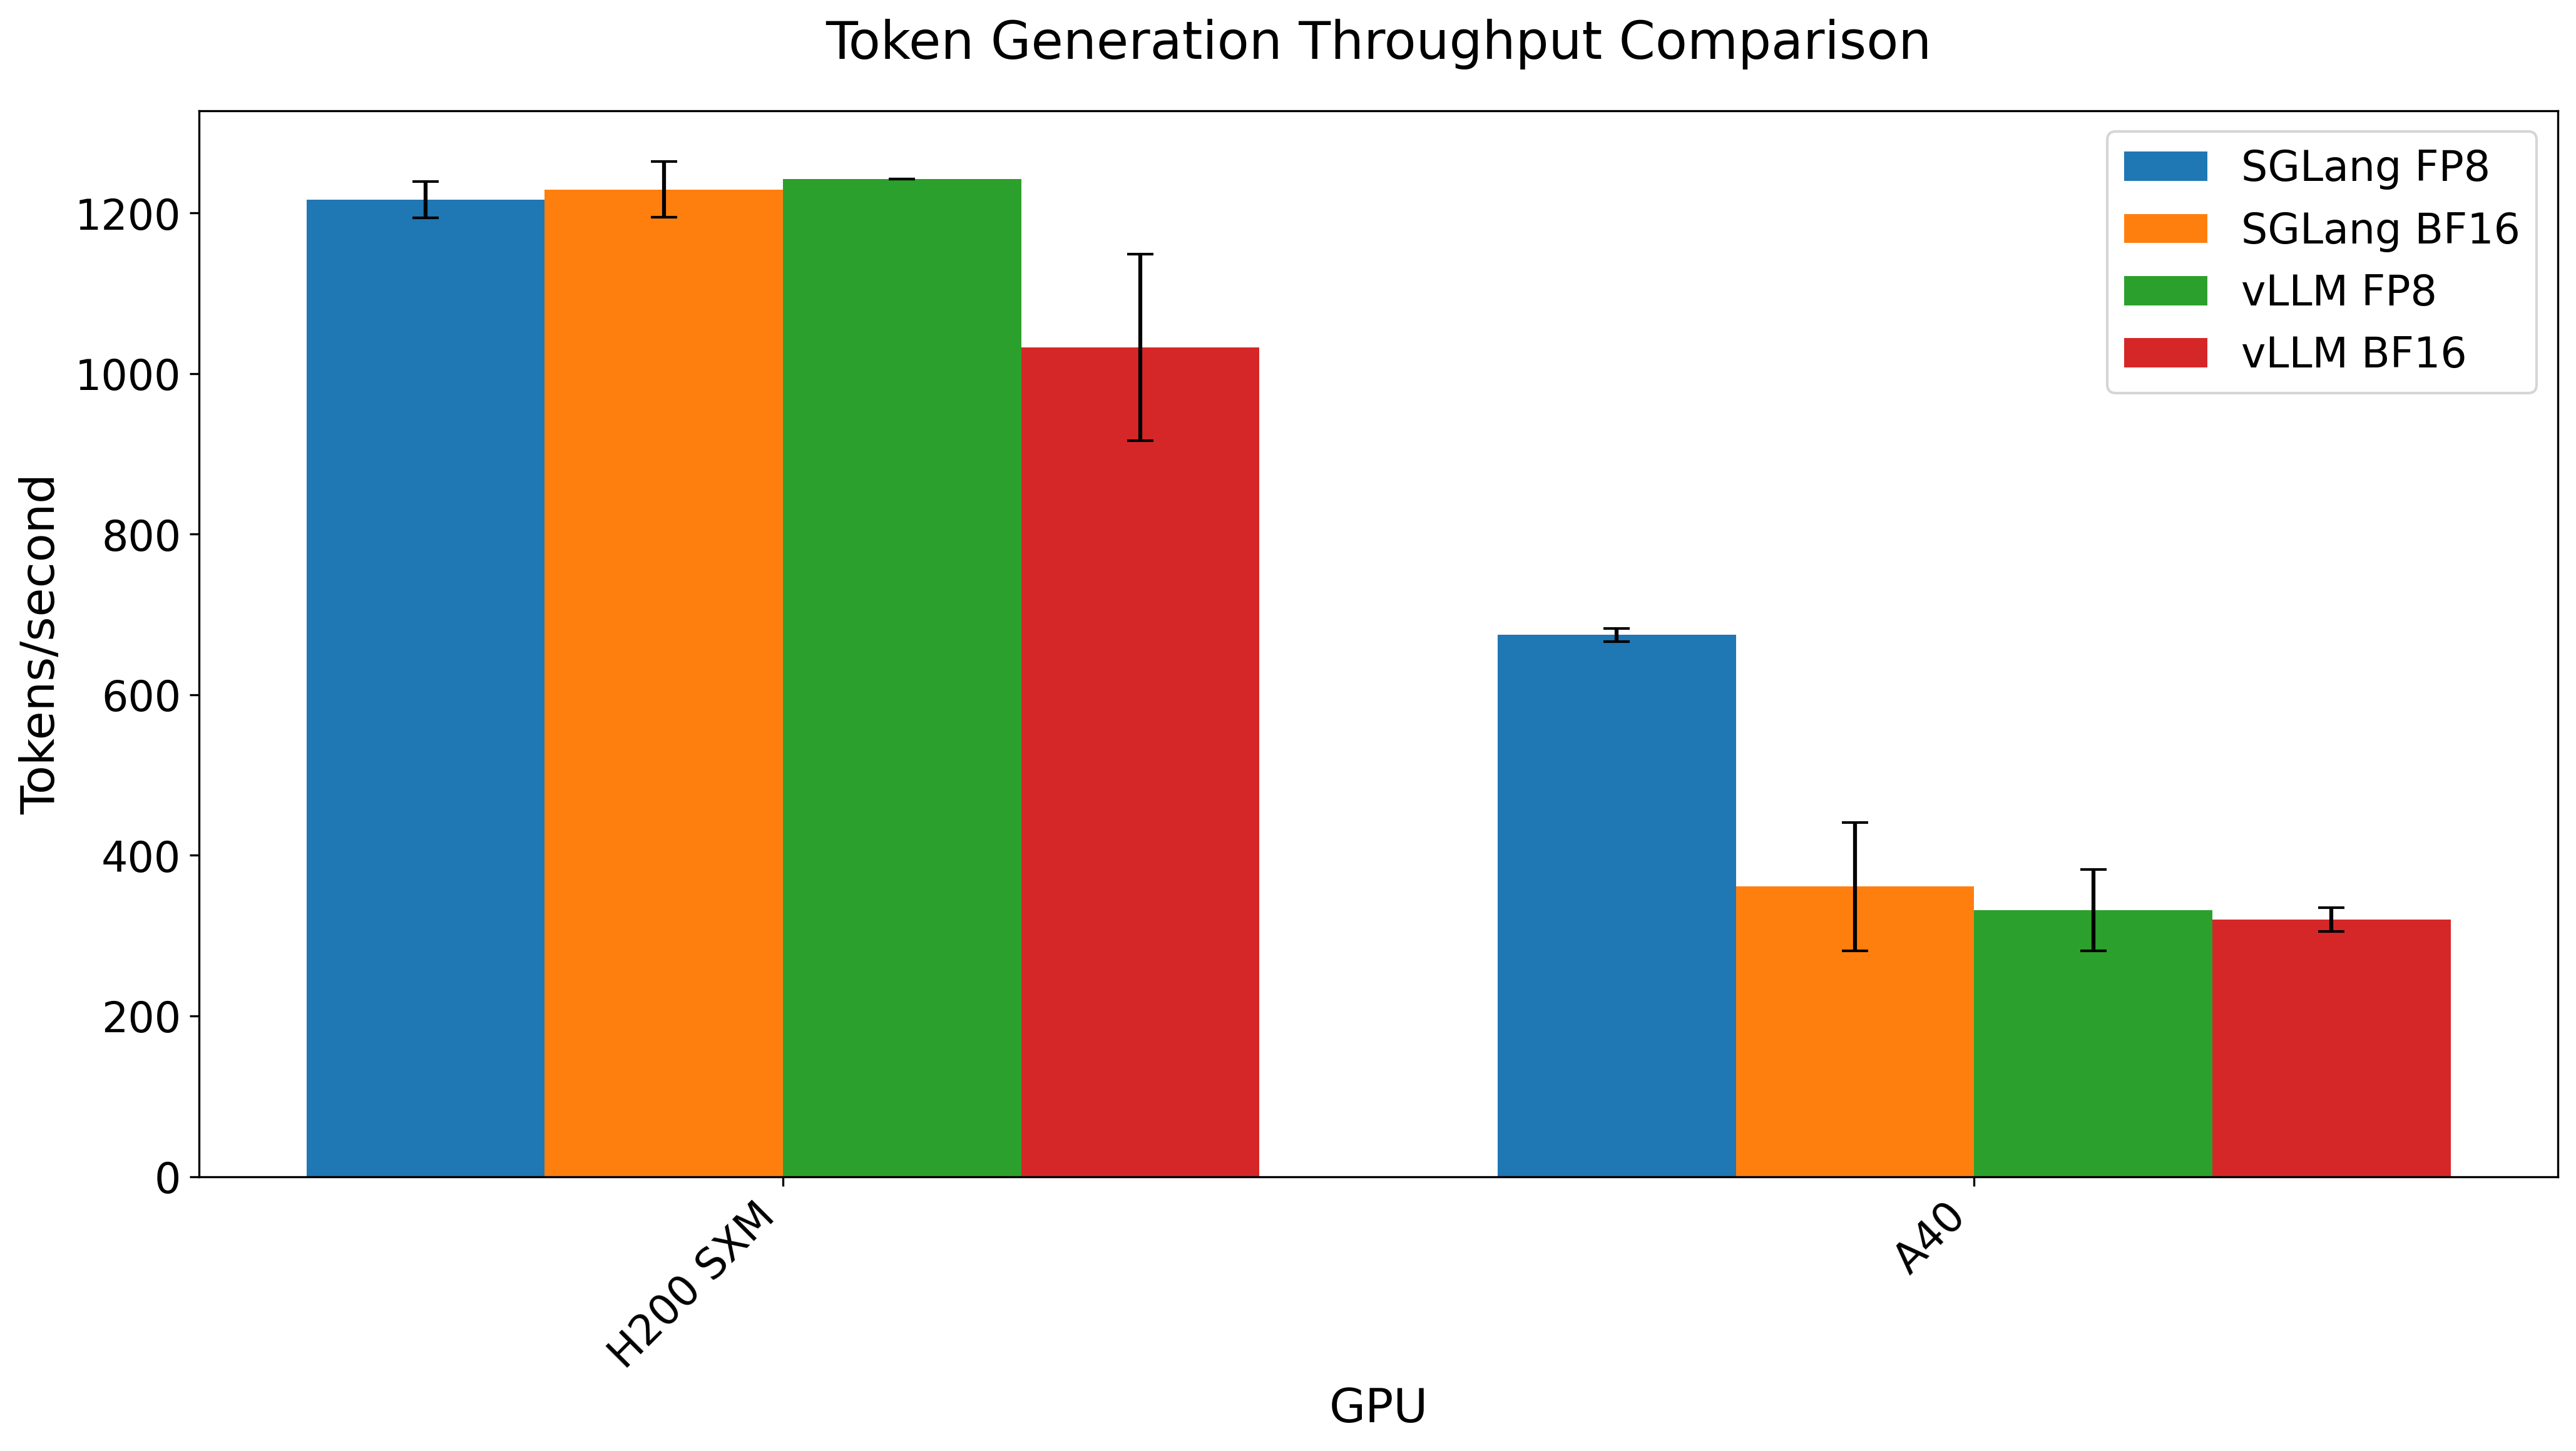 Token Generation Throughput Comparison
Tokens/second
1200
1000
800
600
400
200
0
SGLang FP8
SGLang BF16
vLLM FP8
vLLM BF16
H200 SXM
A40
GPU